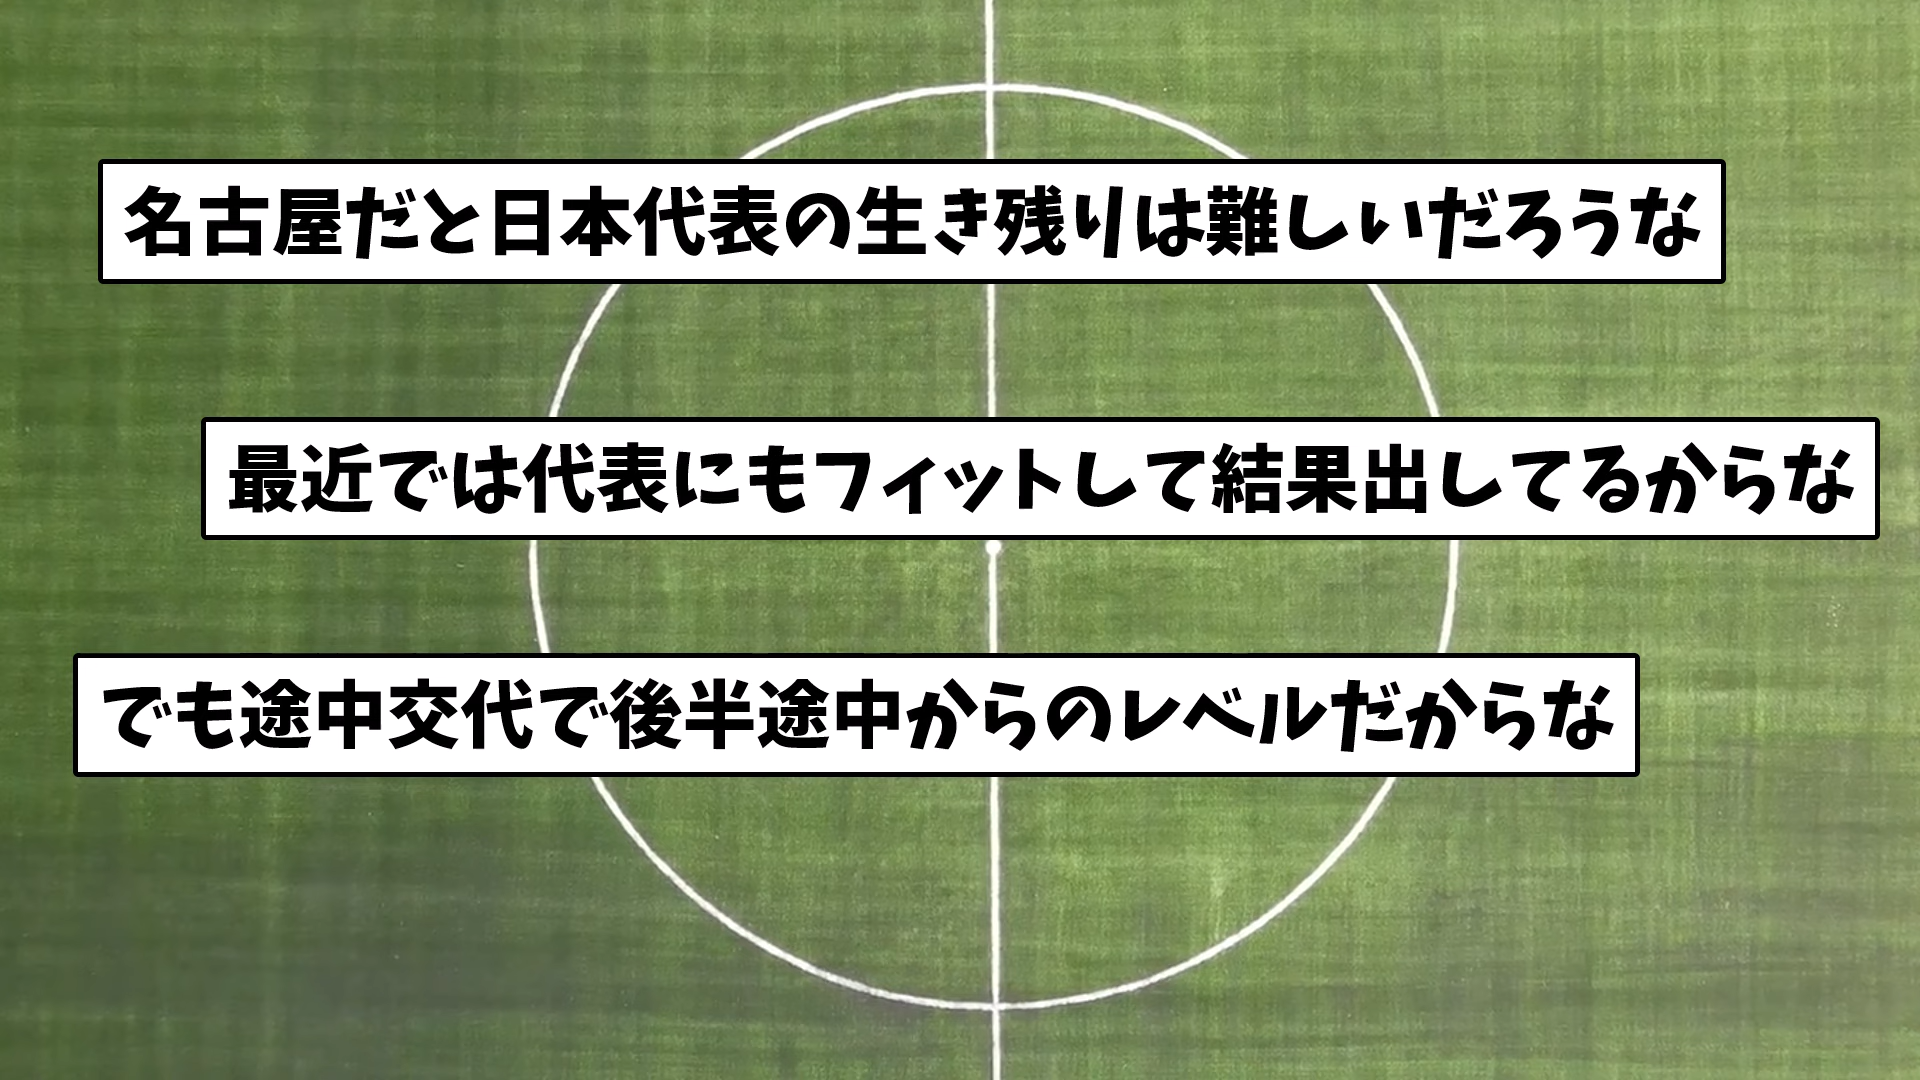 名古屋だと日本代表の生き残りは難しいだろうな
最近では代表にもフィットして結果出してるからな
でも途中交代で後半途中からのレベルだからな